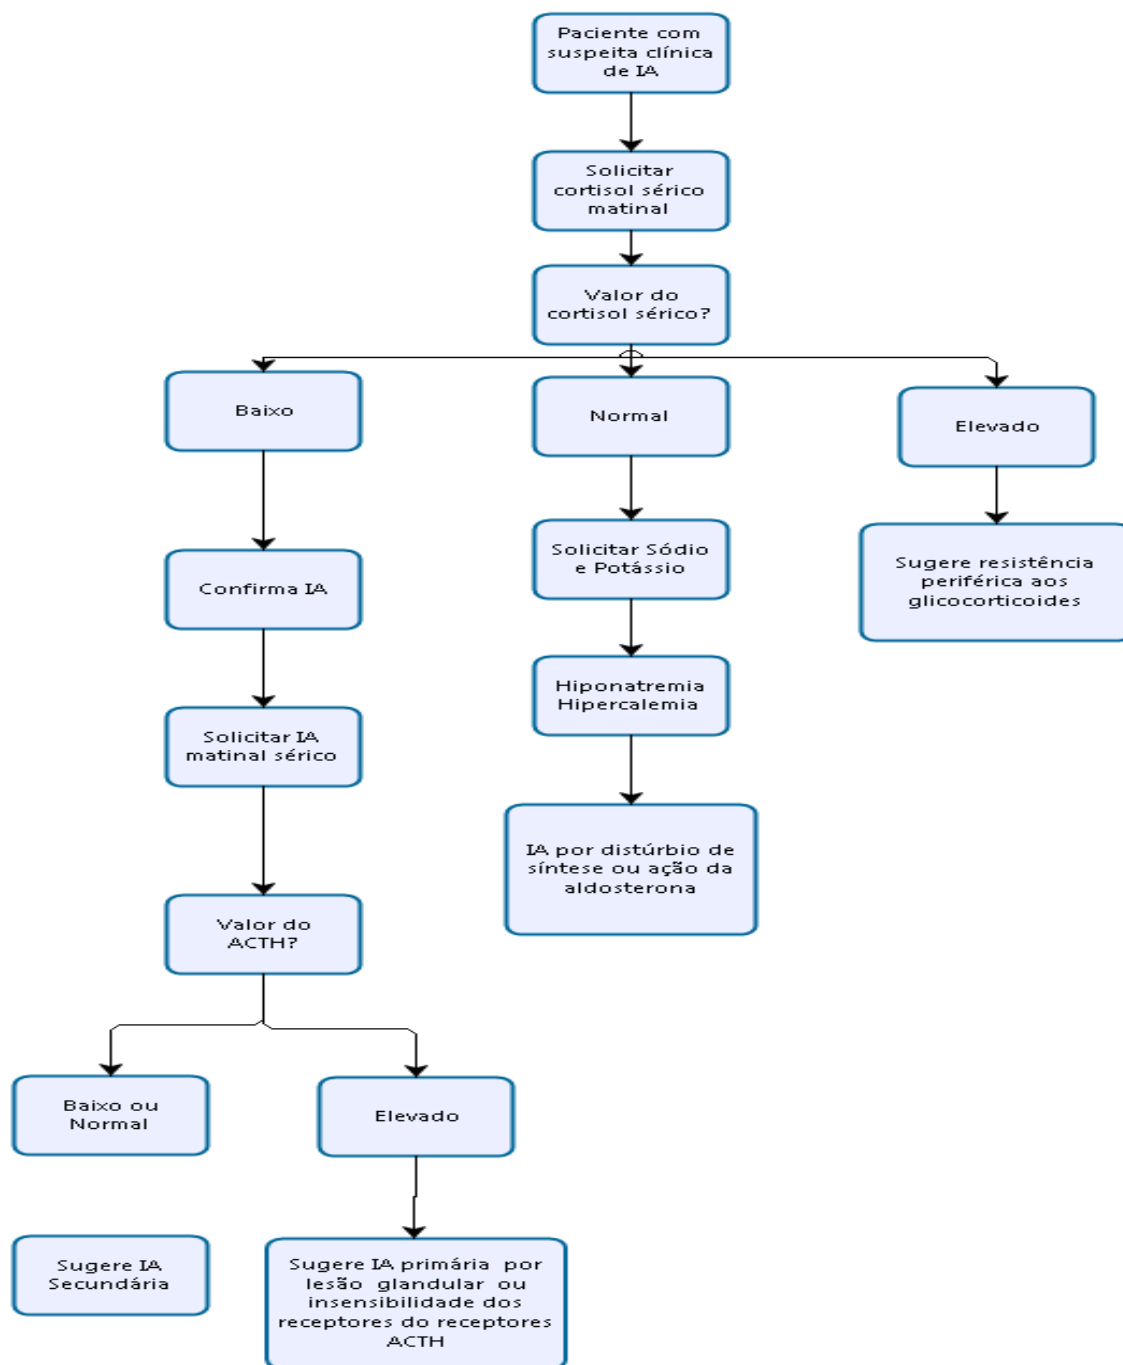 Paciente com
suspeita clínica
de IA
Solicitar
cortisol sérico
matinal
Valor do
cortisol sérico?
Baixo
Normal
Elevado
Confirma IA
Solicitar Sódio
e Potássio
Sugere resistência
periférica aos
glicocorticoides
Solicitar IA
matinal sérico
Hiponatremia
Hipercalemia
IA por distúrbio de
síntese ou ação da
aldosterona
Valor do
ACTH?
Baixo ou
Normal
Elevado
Sugere IA
Secundária
Sugere IA primária por
lesão glandular ou
insensibilidade dos
receptores do receptores
ACTH